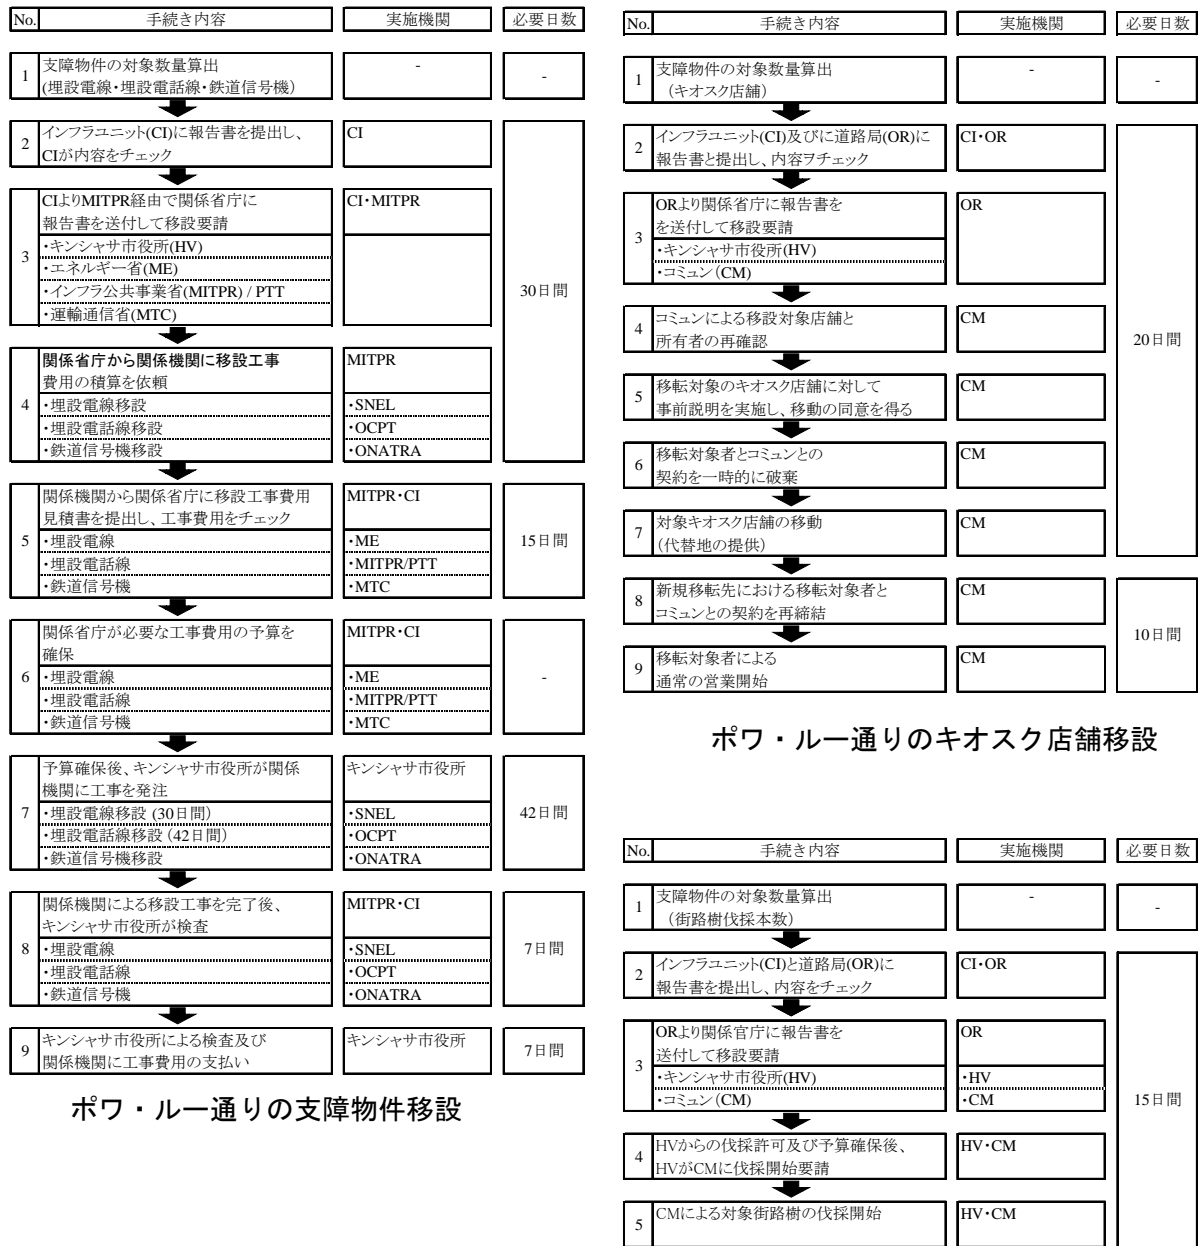 No. 手続き内容 実施機関 必要日数
1 支障物件の対象数量算出 - -
(埋設電線・埋設電話線・鉄道信号機)
2 インフラユニット(CI)に報告書を提出し、 CI
CIが内容をチェック
3 CIよりMITPR経由で関係省庁に CI・MITPR
報告書を送付して移設要請
・キンシャサ市役所(HV)
・エネルギー省(ME)
・インフラ公共事業省(MITPR) / PTT 30日間
・運輸通信省(MTC)
4 関係省庁から関係機関に移設工事 MITPR
費用の積算を依頼
・埋設電線移設 ・SNEL
・埋設電話線移設 ・OCPT
・鉄道信号機移設 ・ONATRA
5 関係機関から関係省庁に移設工事費用 MITPR・CI
見積書を提出し、工事費用をチェック
・埋設電線 ・ME 15日間
・埋設電話線 ・MITPR/PTT
・鉄道信号機 ・MTC
6 関係省庁が必要な工事費用の予算を MITPR・CI
確保
・埋設電線 ・ME -
・埋設電話線 ・MITPR/PTT
・鉄道信号機 ・MTC
7 予算確保後、キンシャサ市役所が関係 キンシャサ市役所
機関に工事を発注
・埋設電線移設 (30日間) ・SNEL 42日間
・埋設電話線移設 (42日間) ・OCPT
・鉄道信号機移設 ・ONATRA
8 関係機関による移設工事を完了後、 MITPR・CI
キンシャサ市役所が検査
・埋設電線 ・SNEL 7日間
・埋設電話線 ・OCPT
・鉄道信号機 ・ONATRA
9 キンシャサ市役所による検査及び キンシャサ市役所 7日間
関係機関に工事費用の支払い
ポワ・ルー通りの支障物件移設
No. 手続き内容 実施機関 必要日数
1 支障物件の対象数量算出 - -
（キオスク店舗）
2 インフラユニット(CI)及びに道路局(OR)に CI・OR
報告書と提出し、内容ヲチェック
3 ORより関係省庁に報告書を OR
を送付して移設要請
・キンシャサ市役所(HV)
・コミュン（CM）
4 コミュンによる移設対象店舗と CM
所有者の再確認 20日間
5 移転対象のキオスク店舗に対して CM
事前説明を実施し、移動の同意を得る
6 移転対象者とコミュンとの CM
契約を一時的に破棄
7 対象キオスク店舗の移動 CM
（代替地の提供）
8 新規移転先における移転対象者と CM
コミュンとの契約を再締結
10日間
9 移転対象者による CM
通常の営業開始
ポワ・ルー通りのキオスク店舗移設
No. 手続き内容 実施機関 必要日数
1 支障物件の対象数量算出 - -
（街路樹伐採本数）
2 インフラユニット(CI)と道路局(OR)に CI・OR
報告書を提出し、内容をチェック
3 ORより関係官庁に報告書を OR
送付して移設要請
・キンシャサ市役所(HV) ・HV
・コミュン（CM） ・CM 15日間
4 HVからの伐採許可及び予算確保後、 HV・CM
HVがCMに伐採開始要請
5 CMによる対象街路樹の伐採開始 HV・CM